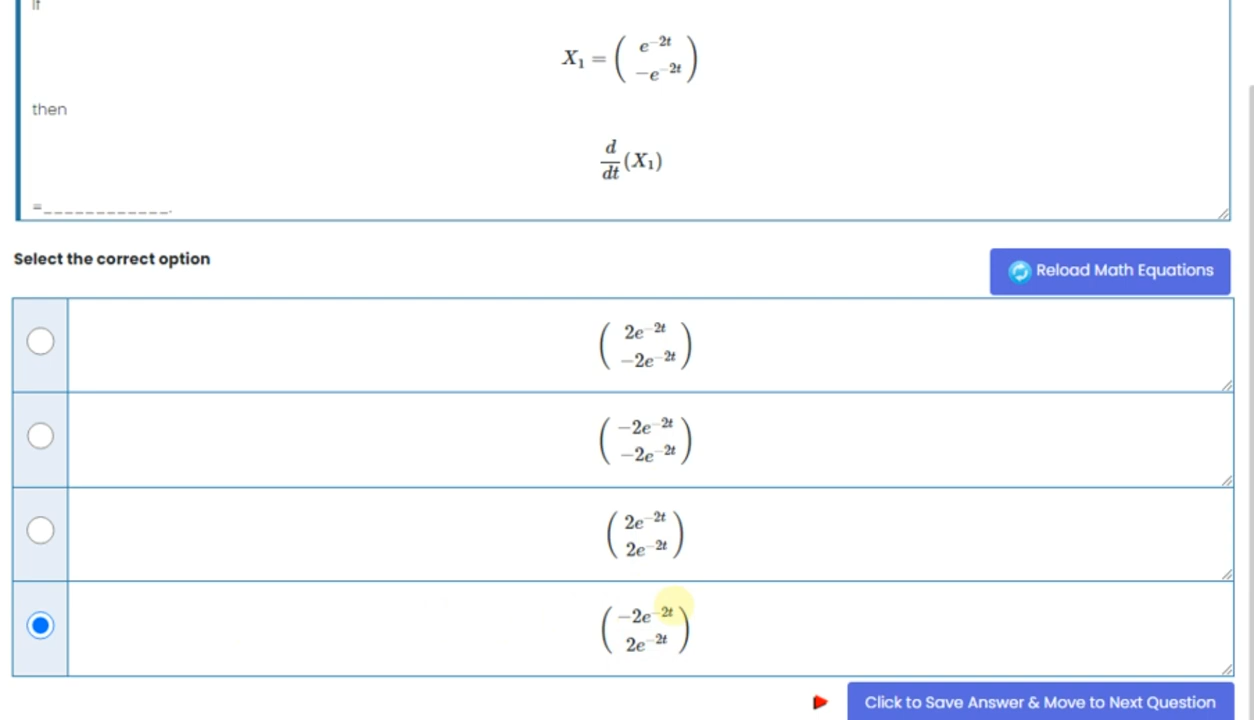 If
X₁ = ( e⁻²ᵗ
−e⁻²ᵗ )
then
d/dt (X₁)
=____________.
Select the correct option
Reload Math Equations
( 2e⁻²ᵗ
−2e⁻²ᵗ )
( −2e⁻²ᵗ
−2e⁻²ᵗ )
( 2e⁻²ᵗ
2e⁻²ᵗ )
( −2e⁻²ᵗ
2e⁻²ᵗ )
Click to Save Answer & Move to Next Question